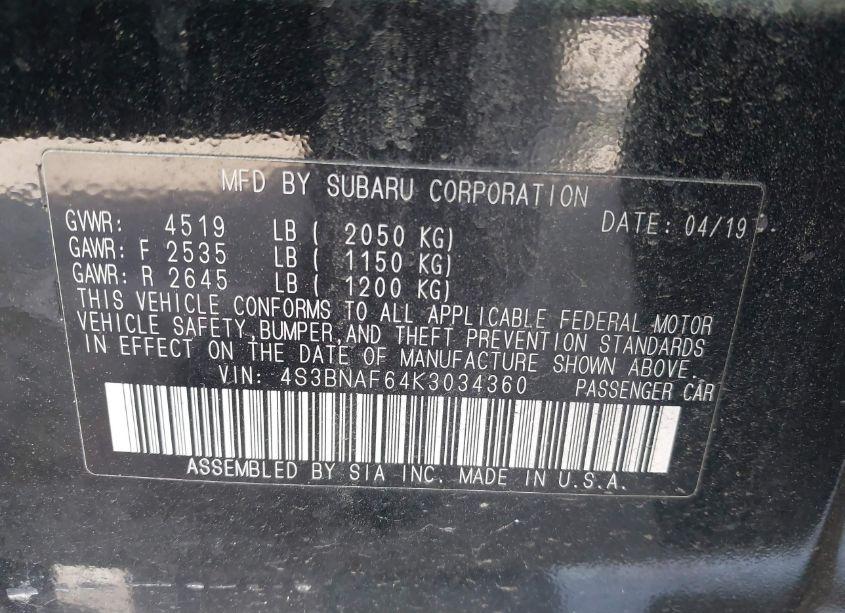 MFD BY SUBARU CORPORATION
GVWR: 4519 LB ( 2050 KG) DATE: 04/19
GAWR: F 2535 LB ( 1150 KG)
GAWR: R 2645 LB ( 1200 KG)
THIS VEHICLE CONFORMS TO ALL APPLICABLE FEDERAL MOTOR
VEHICLE SAFETY,BUMPER,AND THEFT PREVENTION STANDARDS
IN EFFECT ON THE DATE OF MANUFACTURE SHOWN ABOVE.
VIN: 4S3BNAF64K3034360 PASSENGER CAR
ASSEMBLED BY SIA INC. MADE IN U.S.A.